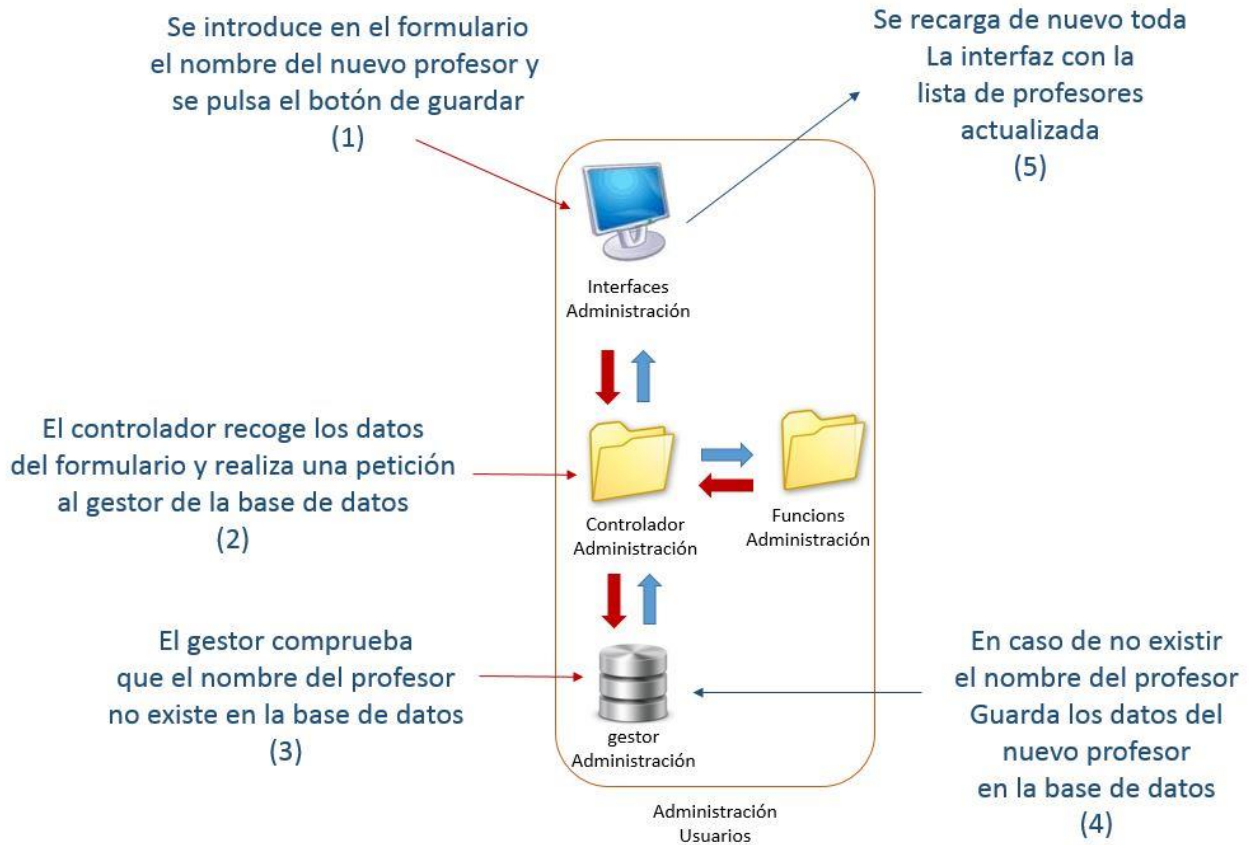 Se introduce en el formulario
el nombre del nuevo profesor y
se pulsa el botón de guardar
(1)
Se recarga de nuevo toda
La interfaz con la
lista de profesores
actualizada
(5)
Interfaces
Administración
El controlador recoge los datos
del formulario y realiza una petición
al gestor de la base de datos
(2)
Controlador
Administración
Funcions
Administración
El gestor comprueba
que el nombre del profesor
no existe en la base de datos
(3)
gestor
Administración
En caso de no existir
el nombre del profesor
Guarda los datos del
nuevo profesor
en la base de datos
(4)
Administración
Usuarios